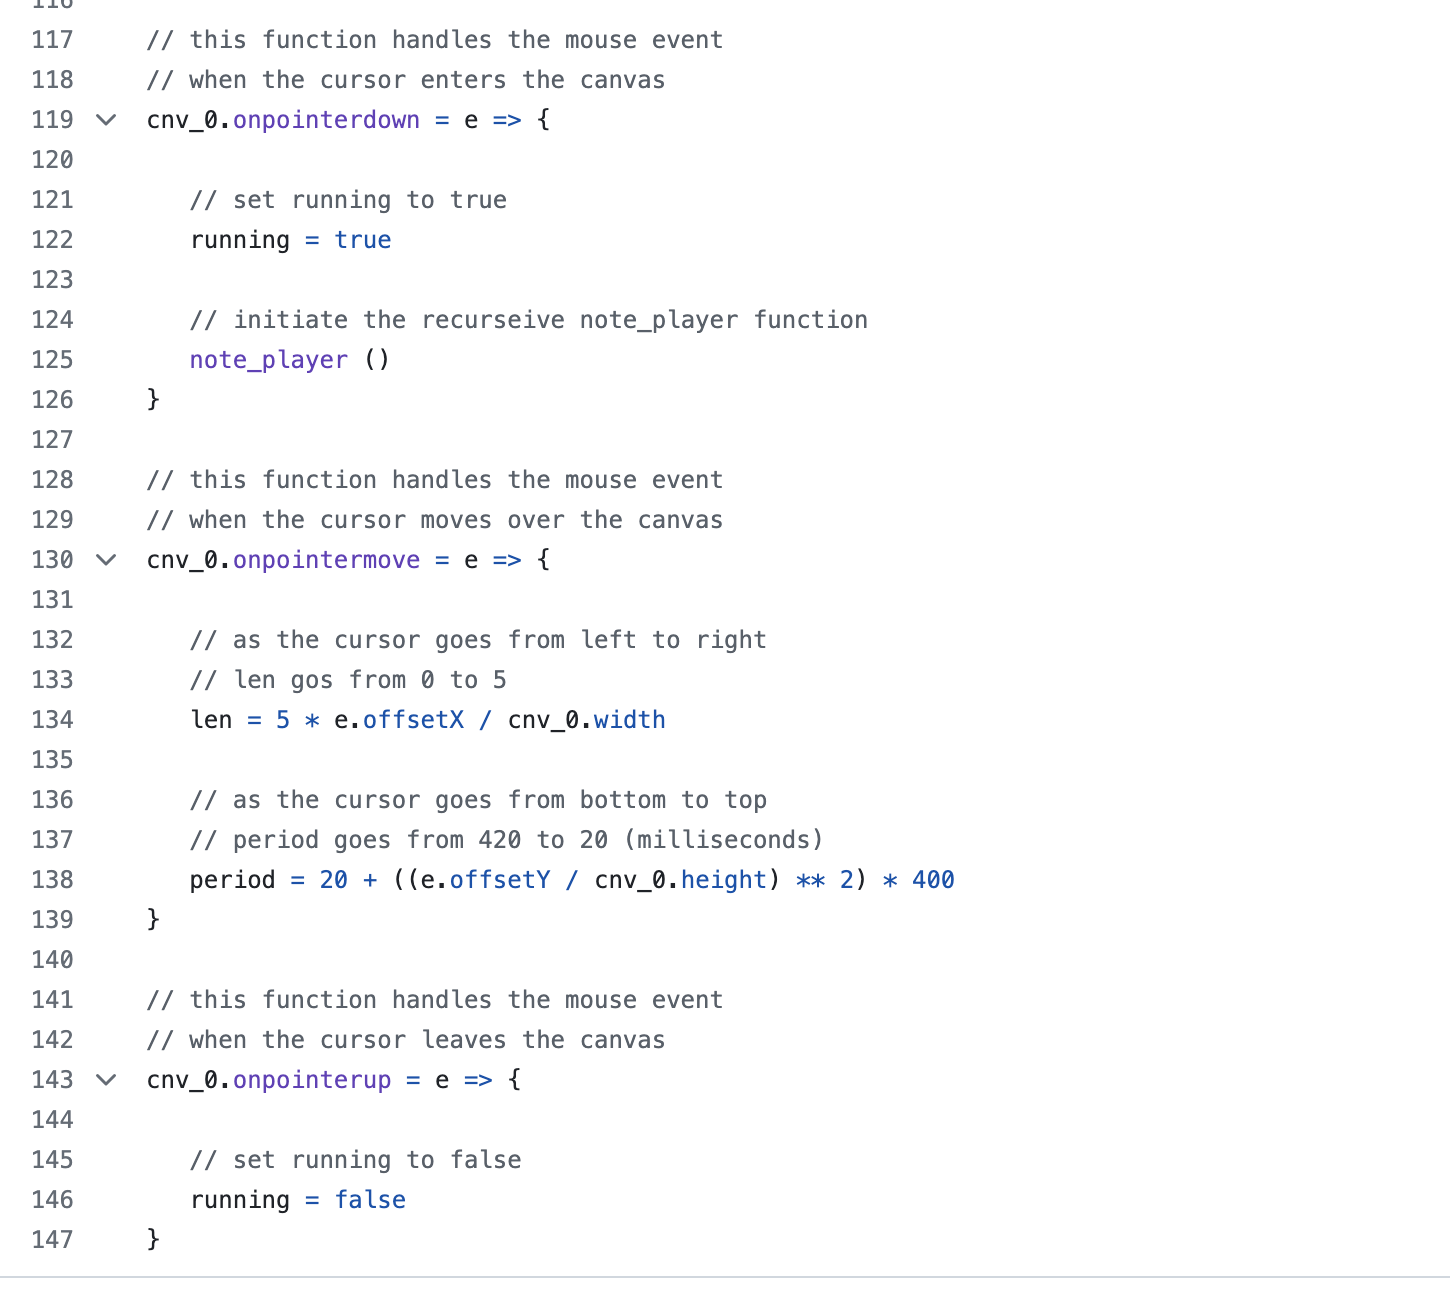 116
117 // this function handles the mouse event
118 // when the cursor enters the canvas
119 cnv_0.onpointerdown = e => {
120
121 // set running to true
122 running = true
123
124 // initiate the recurseive note_player function
125 note_player ()
126 }
127
128 // this function handles the mouse event
129 // when the cursor moves over the canvas
130 cnv_0.onpointermove = e => {
131
132 // as the cursor goes from left to right
133 // len gos from 0 to 5
134 len = 5 * e.offsetX / cnv_0.width
135
136 // as the cursor goes from bottom to top
137 // period goes from 420 to 20 (milliseconds)
138 period = 20 + ((e.offsetY / cnv_0.height) ** 2) * 400
139 }
140
141 // this function handles the mouse event
142 // when the cursor leaves the canvas
143 cnv_0.onpointerup = e => {
144
145 // set running to false
146 running = false
147 }